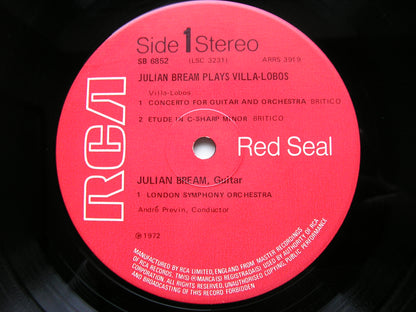 Side 1 Stereo
SB 6852 (LSC 3231) ARRS 3919
JULIAN BREAM PLAYS VILLA-LOBOS
Villa-Lobos
1 CONCERTO FOR GUITAR AND ORCHESTRA BRITICO
2 ETUDE IN C-SHARP MINOR BRITICO
RCA
Red Seal
JULIAN BREAM, Guitar
1 LONDON SYMPHONY ORCHESTRA
André Previn, Conductor
℗ 1972
MANUFACTURED BY RCA LIMITED, ENGLAND FROM MASTER RECORDINGS
OF RCA RECORDS, TM(S) ® MARCA(S) REGISTRADA(S) USED BY AUTHORITY OF RCA
CORPORATION. ALL RIGHTS RESERVED. UNAUTHORISED COPYING, PUBLIC PERFORMANCE
AND BROADCASTING OF THIS RECORD FORBIDDEN